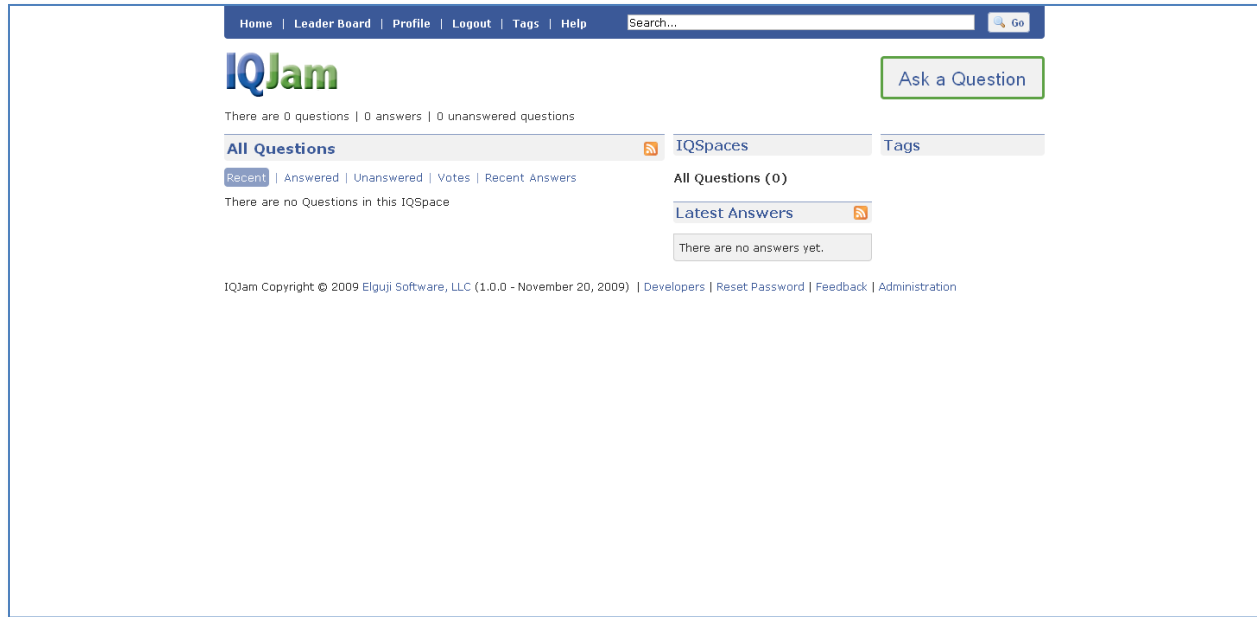 Home | Leader Board | Profile | Logout | Tags | Help Search... Go
IQJam
Ask a Question
There are 0 questions | 0 answers | 0 unanswered questions
All Questions
Recent | Answered | Unanswered | Votes | Recent Answers
There are no Questions in this IQSpace
IQSpaces
All Questions (0)
Latest Answers
There are no answers yet.
Tags
IQJam Copyright © 2009 Elguji Software, LLC (1.0.0 - November 20, 2009) | Developers | Reset Password | Feedback | Administration